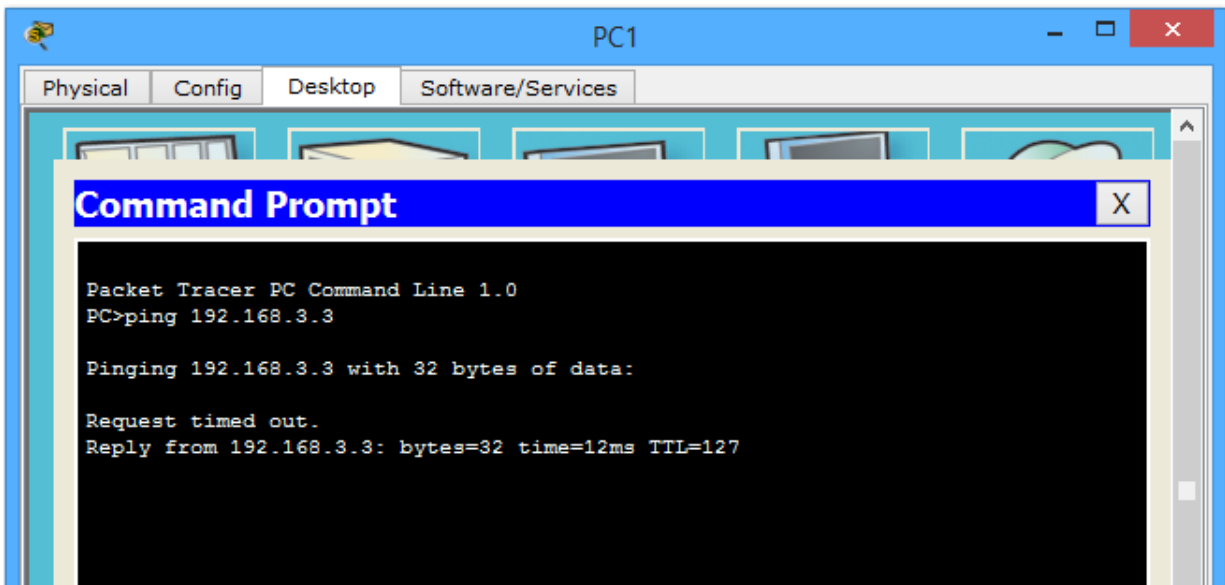 PC1
Physical Config Desktop Software/Services
Command Prompt X
Packet Tracer PC Command Line 1.0
PC>ping 192.168.3.3
Pinging 192.168.3.3 with 32 bytes of data:
Request timed out.
Reply from 192.168.3.3: bytes=32 time=12ms TTL=127